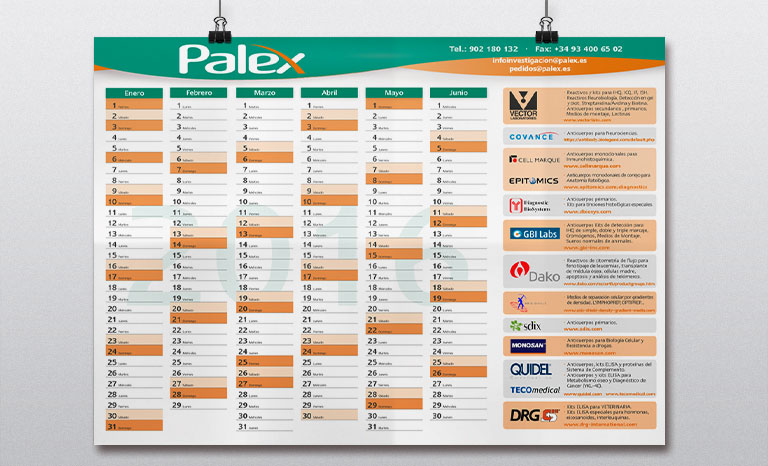 Palex
Tel.: 902 180 132 · Fax: +34 93 400 65 02
infoinvestigacion@palex.es
pedidos@palex.es
2016
Enero
1 Viernes
2 Sábado
3 Domingo
4 Lunes
5 Martes
6 Miércoles
7 Jueves
8 Viernes
9 Sábado
10 Domingo
11 Lunes
12 Martes
13 Miércoles
14 Jueves
15 Viernes
16 Sábado
17 Domingo
18 Lunes
19 Martes
20 Miércoles
21 Jueves
22 Viernes
23 Sábado
24 Domingo
25 Lunes
26 Martes
27 Miércoles
28 Jueves
29 Viernes
30 Sábado
31 Domingo
Febrero
1 Lunes
2 Martes
3 Miércoles
4 Jueves
5 Viernes
6 Sábado
7 Domingo
8 Lunes
9 Martes
10 Miércoles
11 Jueves
12 Viernes
13 Sábado
14 Domingo
15 Lunes
16 Martes
17 Miércoles
18 Jueves
19 Viernes
20 Sábado
21 Domingo
22 Lunes
23 Martes
24 Miércoles
25 Jueves
26 Viernes
27 Sábado
28 Domingo
29 Lunes
Marzo
1 Martes
2 Miércoles
3 Jueves
4 Viernes
5 Sábado
6 Domingo
7 Lunes
8 Martes
9 Miércoles
10 Jueves
11 Viernes
12 Sábado
13 Domingo
14 Lunes
15 Martes
16 Miércoles
17 Jueves
18 Viernes
19 Sábado
20 Domingo
21 Lunes
22 Martes
23 Miércoles
24 Jueves
25 Viernes
26 Sábado
27 Domingo
28 Lunes
29 Martes
30 Miércoles
31 Jueves
Abril
1 Viernes
2 Sábado
3 Domingo
4 Lunes
5 Martes
6 Miércoles
7 Jueves
8 Viernes
9 Sábado
10 Domingo
11 Lunes
12 Martes
13 Miércoles
14 Jueves
15 Viernes
16 Sábado
17 Domingo
18 Lunes
19 Martes
20 Miércoles
21 Jueves
22 Viernes
23 Sábado
24 Domingo
25 Lunes
26 Martes
27 Miércoles
28 Jueves
29 Viernes
30 Sábado
Mayo
1 Domingo
2 Lunes
3 Martes
4 Miércoles
5 Jueves
6 Viernes
7 Sábado
8 Domingo
9 Lunes
10 Martes
11 Miércoles
12 Jueves
13 Viernes
14 Sábado
15 Domingo
16 Lunes
17 Martes
18 Miércoles
19 Jueves
20 Viernes
21 Sábado
22 Domingo
23 Lunes
24 Martes
25 Miércoles
26 Jueves
27 Viernes
28 Sábado
29 Domingo
30 Lunes
31 Martes
Junio
1 Miércoles
2 Jueves
3 Viernes
4 Sábado
5 Domingo
6 Lunes
7 Martes
8 Miércoles
9 Jueves
10 Viernes
11 Sábado
12 Domingo
13 Lunes
14 Martes
15 Miércoles
16 Jueves
17 Viernes
18 Sábado
19 Domingo
20 Lunes
21 Martes
22 Miércoles
23 Jueves
24 Viernes
25 Sábado
26 Domingo
27 Lunes
28 Martes
29 Miércoles
30 Jueves
31
VECTOR
LABORATORIES
Reactivos y kits para IHQ, ICQ, IF, ISH.
Reactivos Neurobiología, Detección en gel
y blot. Streptavidina/Avidina y Biotina.
Anticuerpos secundarios, primarios,
Medios de montaje, Lectinas
www.vectorlabs.com
COVANCE
Anticuerpos para Neurociencias.
CELL MARQUE
Anticuerpos monoclonales para
Inmunohistoquímica.
www.cellmarque.com
EPITOMICS
Anticuerpos monoclonales de conejo para
Anatomía Patológica.
www.epitomics.com/diagnostics
Diagnostic
BioSystems
Anticuerpos primarios.
Kits para tinciones histológicas especiales
www.dbiosys.com
GBI Labs
Anticuerpos Kits de detección para
IHQ de simple, doble y triple marcaje,
Cromógenos, Medios de Montaje.
Sueros normales de animales.
www.gbi-inc.com
Dako
Reactivos de citometría de flujo para
fenotipaje de leucemias, transplante
de médula ósea, células madre,
apoptosis y análisis de fetómeros.
Medios de separación celular por gradientes
de densidad, LYMPHOPREP, OPTIPREP...
sdix
Anticuerpos primarios.
www.sdix.com
MONOSAN
Anticuerpos para Biología Celular y
Resistencia a drogas.
www.monosan.com
QUIDEL
TECOmedical
Anticuerpos, kits ELISA y proteínas del
Sistema de Complemento.
Anticuerpos y kits ELISA para
Metabolismo óseo y Diagnóstico de
Cáncer (YKL-40).
www.quidel.com · www.tecomedical.com
DRG
Kits ELISA para VETERINARIA.
Kits ELISA especiales para hormonas,
eicosanoides, interleuquinas.
www.drg-international.com